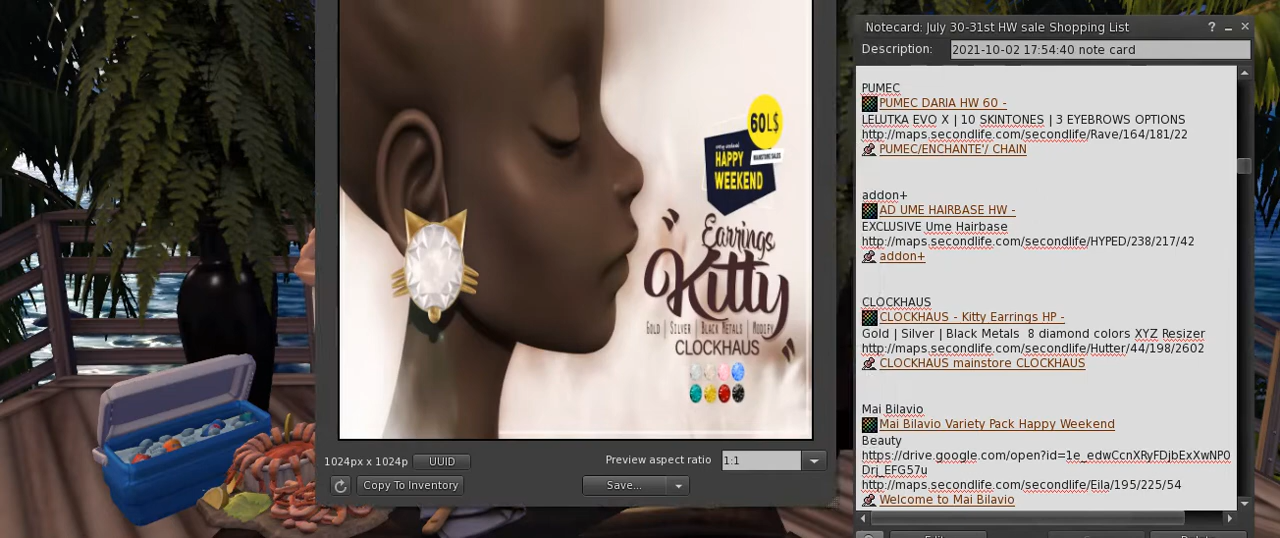 60L$
every weekend
HAPPY
WEEKEND
MAINSTORE SALES
Earrings
Kitty
GOLD | SILVER | BLACK METALS | MODIFY
CLOCKHAUS
1024px x 1024p
UUID
Preview aspect ratio
1:1
Copy To Inventory
Save...
Notecard: July 30-31st HW sale Shopping List
?
Description:
2021-10-02 17:54:40 note card
PUMEC
PUMEC DARIA HW 60 -
LELUTKA EVO X | 10 SKINTONES | 3 EYEBROWS OPTIONS
http://maps.secondlife.com/secondlife/Rave/164/181/22
PUMEC/ENCHANTE'/ CHAIN
addon+
AD UME HAIRBASE HW -
EXCLUSIVE Ume Hairbase
http://maps.secondlife.com/secondlife/HYPED/238/217/42
addon+
CLOCKHAUS
CLOCKHAUS - Kitty Earrings HP -
Gold | Silver | Black Metals  8 diamond colors XYZ Resizer
http://maps.secondlife.com/secondlife/Hutter/44/198/2602
CLOCKHAUS mainstore CLOCKHAUS
Mai Bilavio
Mai Bilavio Variety Pack Happy Weekend
Beauty
https://drive.google.com/open?id=1e_edwCcnXRyFDjbExXwNP0
Drj_EFG57u
http://maps.secondlife.com/secondlife/Eila/195/225/54
Welcome to Mai Bilavio